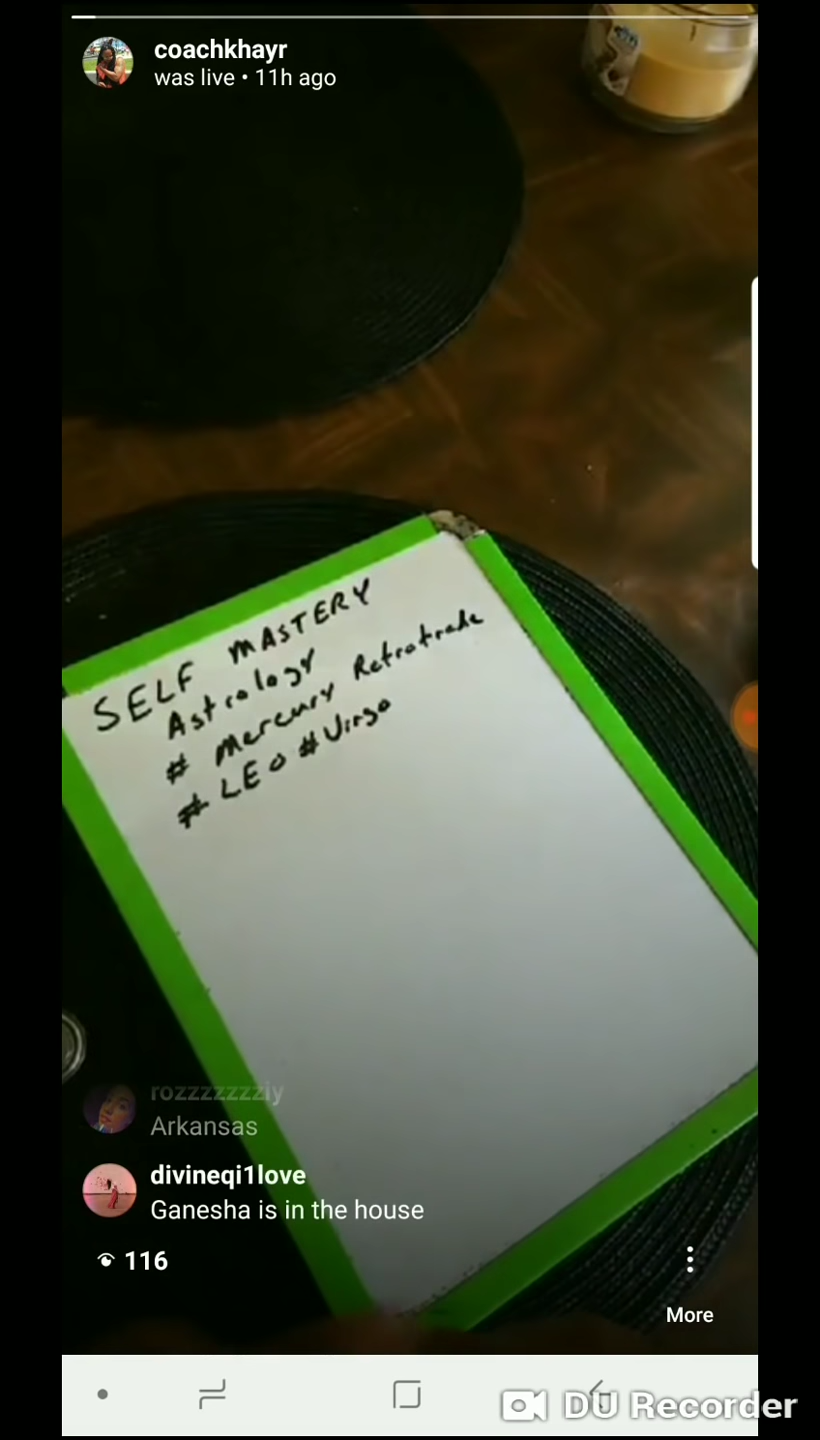 coachkhayr
was live • 11h ago
SELF MASTERY
Astrology
# Mercury Retrotrade
# LEO #Virgo
rozzzzzzziy
Arkansas
divineqi1love
Ganesha is in the house
116
More
DU Recorder